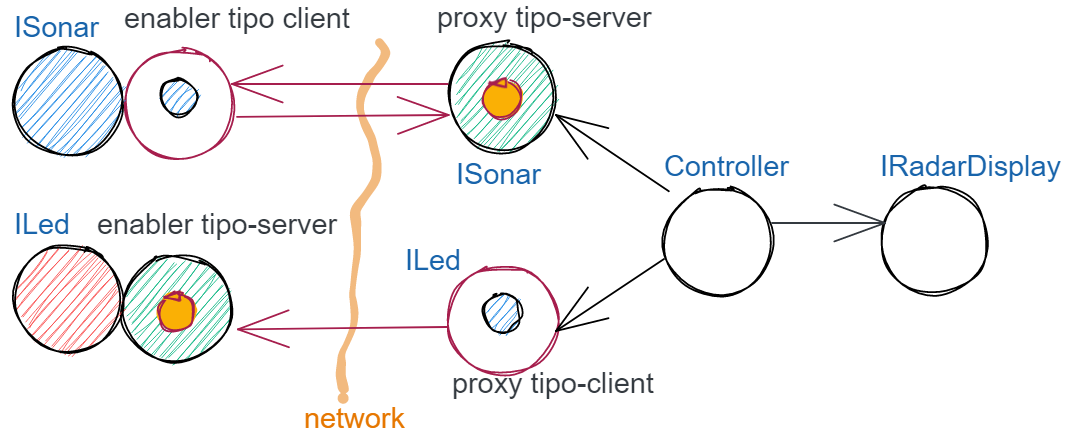 ISonar
enabler tipo client
proxy tipo-server
ISonar
Controller
IRadarDisplay
ILed
enabler tipo-server
ILed
proxy tipo-client
network